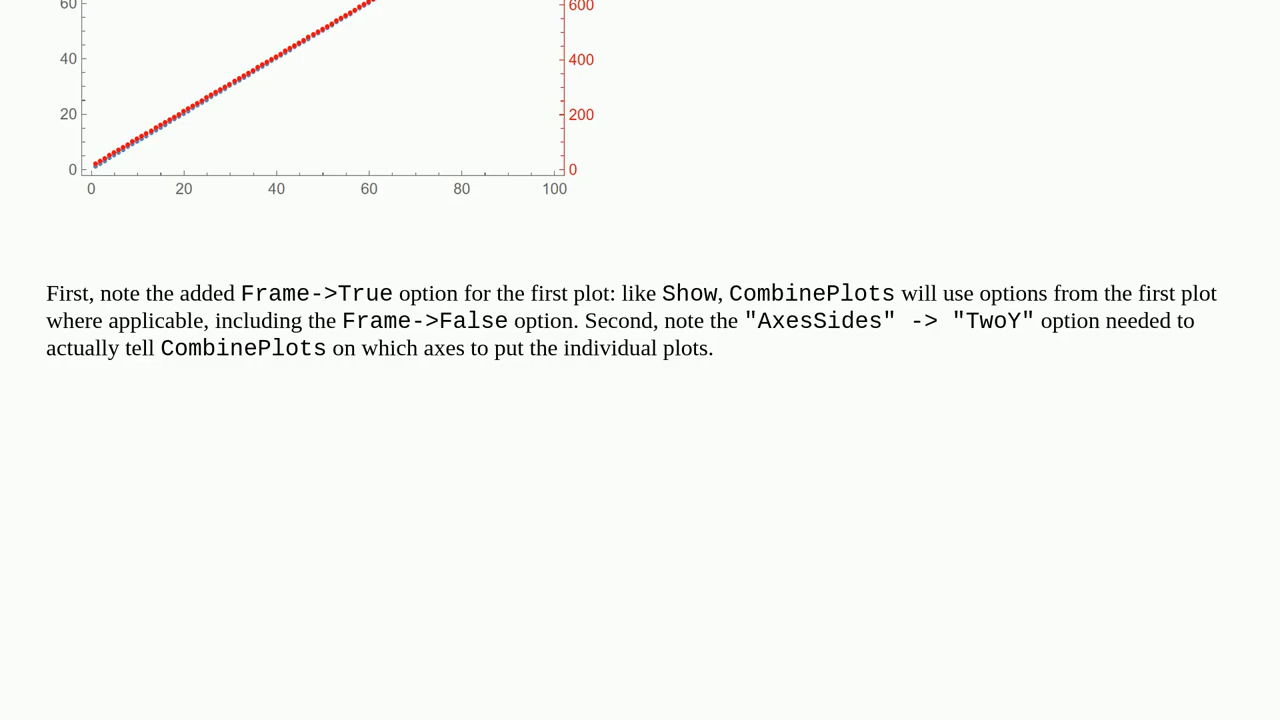 60
600
40
400
20
200
0
0
0 20 40 60 80 100
First, note the added Frame->True option for the first plot: like Show, CombinePlots will use options from the first plot
where applicable, including the Frame->False option. Second, note the "AxesSides" -> "TwoY" option needed to
actually tell CombinePlots on which axes to put the individual plots.